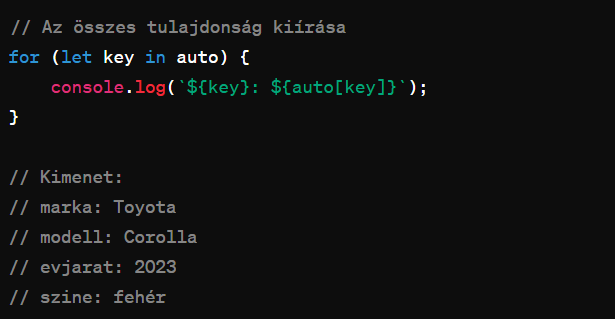 // Az összes tulajdonság kiírása
for (let key in auto) {
    console.log(`${key}: ${auto[key]}`);
}
// Kimenet:
// marka: Toyota
// modell: Corolla
// evjarat: 2023
// szine: fehér